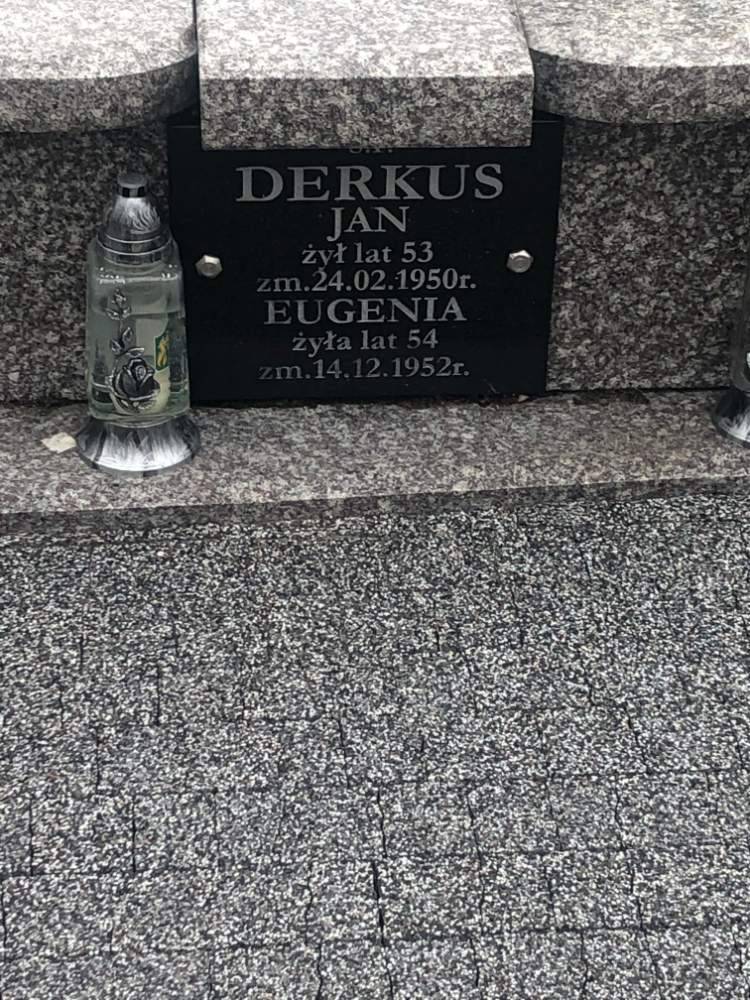 DERKUS
JAN
żył lat 53
zm.24.02.1950r.
EUGENIA
żyła lat 54
zm.14.12.1952r.